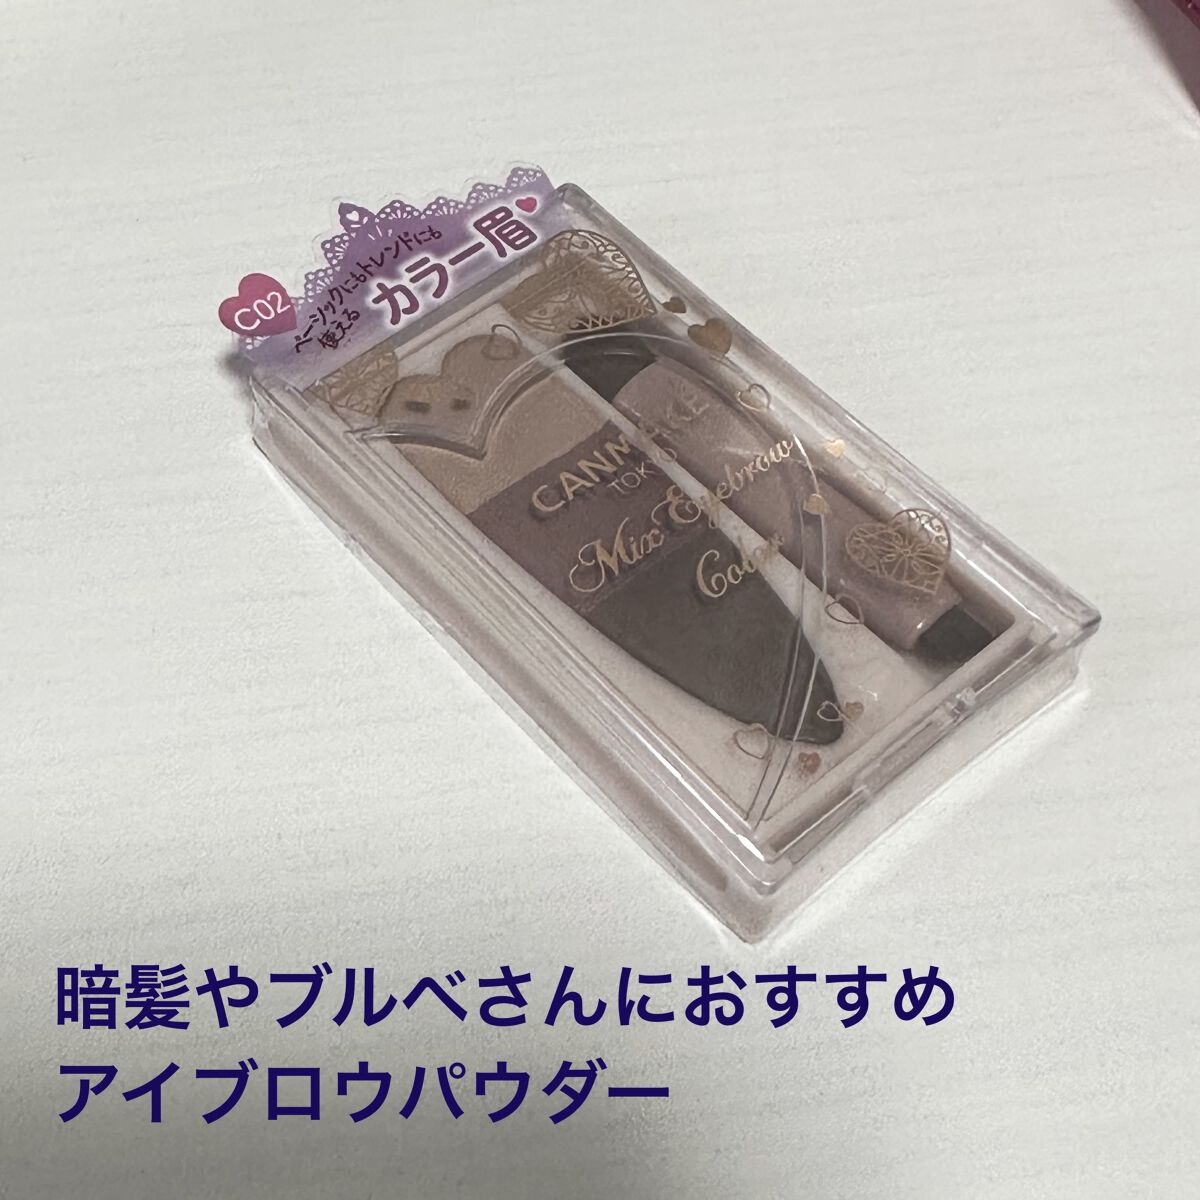 C02
ベーシックにもトレンドにも
使える
カラー眉
CANMAKE
TOKYO
Mix Eyebrow
Color
暗髪やブルべさんにおすすめ
アイブロウパウダー